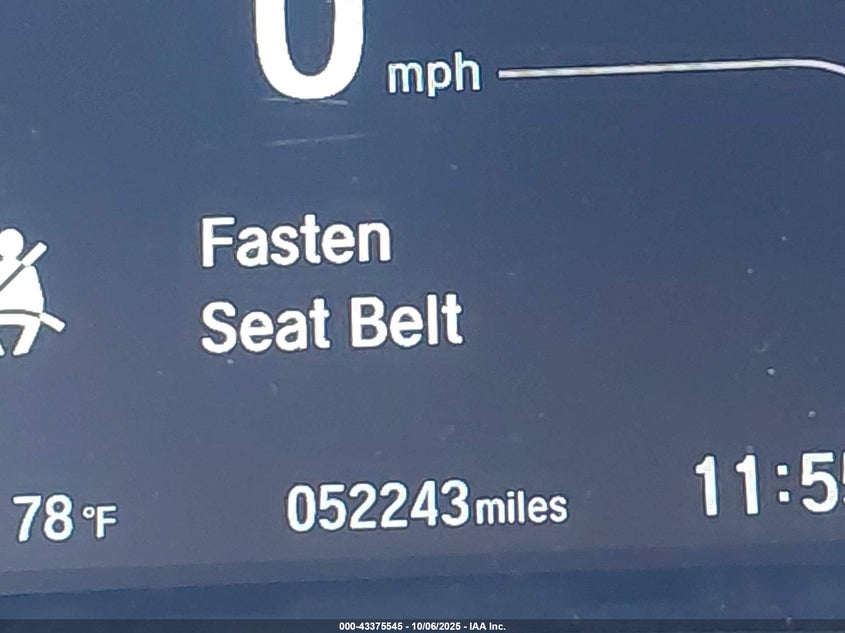 0 mph
Fasten
Seat Belt
78 °F 052243 miles 11:5
000-43375545 - 10/06/2025 - IAA Inc.